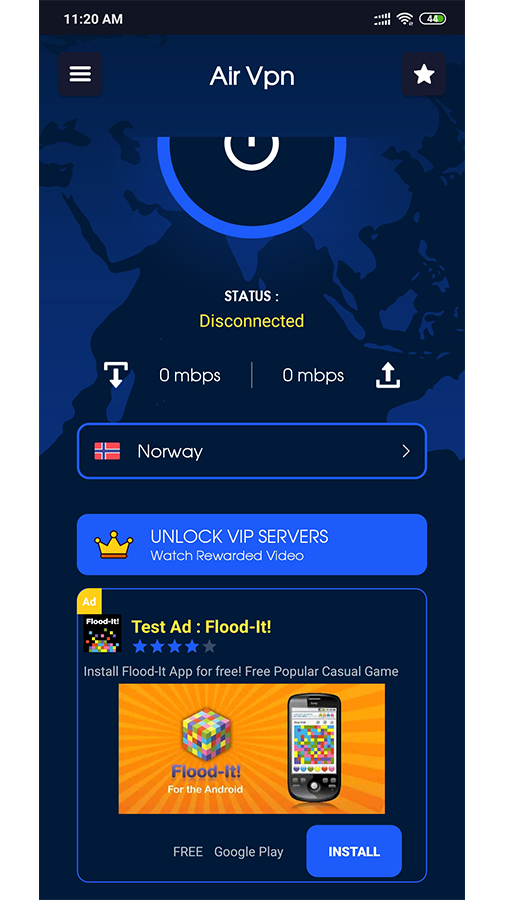 11:20 AM
44
Air Vpn
STATUS :
Disconnected
0 mbps
0 mbps
Norway
UNLOCK VIP SERVERS
Watch Rewarded Video
Ad
Flood-It!
Test Ad : Flood-It!
Install Flood-It App for free! Free Popular Casual Game
Flood-It!
For the Android
FREE Google Play
INSTALL